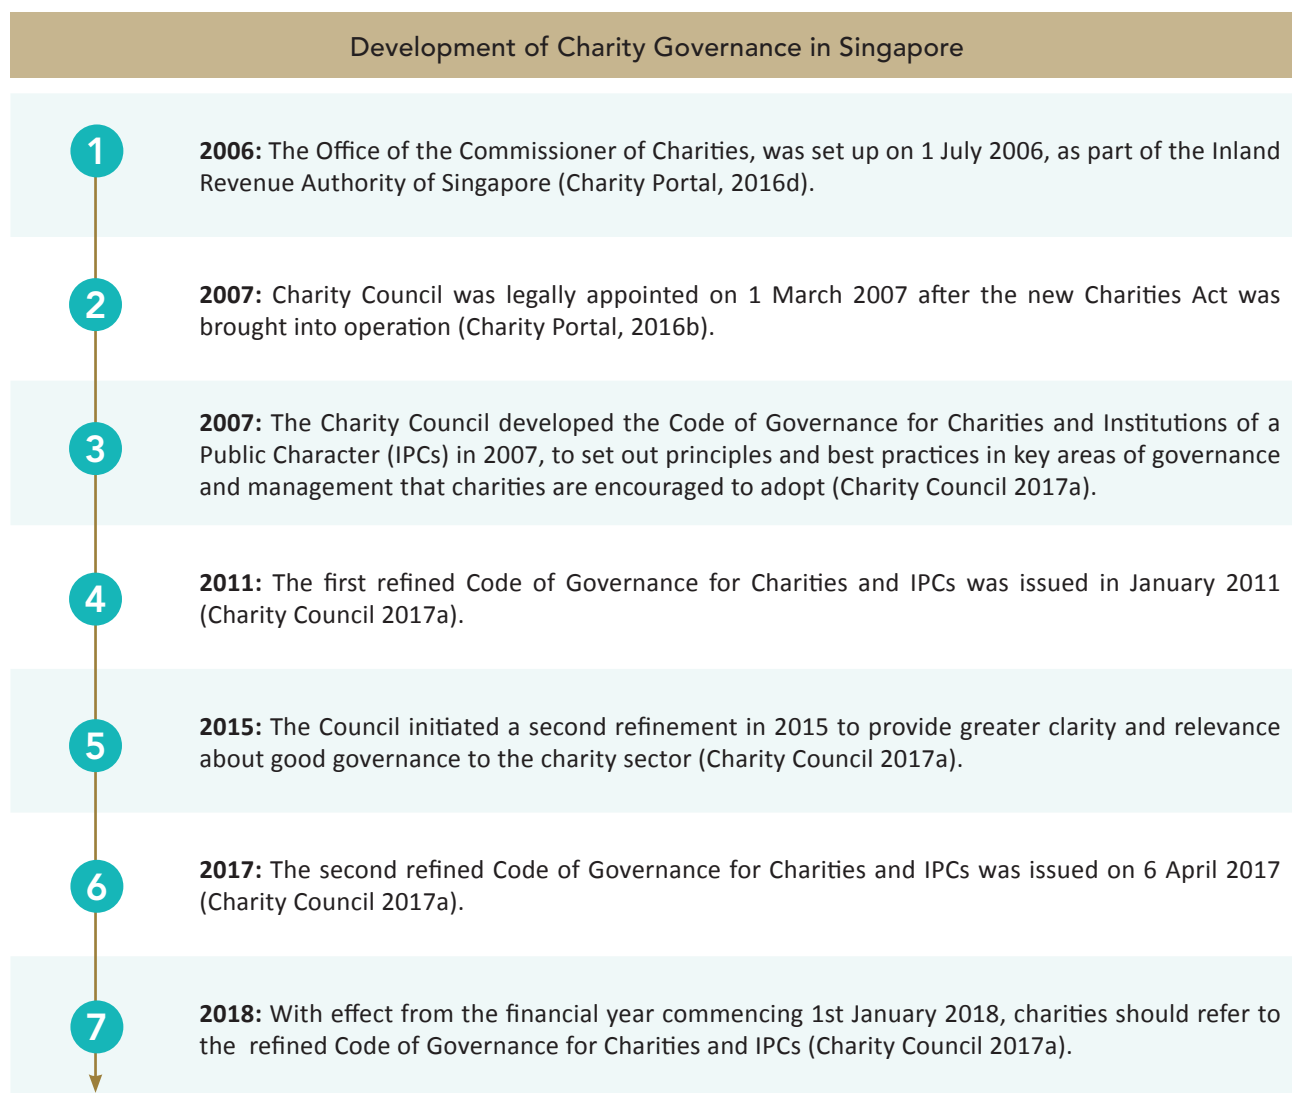 Development of Charity Governance in Singapore
1
2006: The Office of the Commissioner of Charities, was set up on 1 July 2006, as part of the Inland
Revenue Authority of Singapore (Charity Portal, 2016d).
2
2007: Charity Council was legally appointed on 1 March 2007 after the new Charities Act was
brought into operation (Charity Portal, 2016b).
3
2007: The Charity Council developed the Code of Governance for Charities and Institutions of a
Public Character (IPCs) in 2007, to set out principles and best practices in key areas of governance
and management that charities are encouraged to adopt (Charity Council 2017a).
4
2011: The first refined Code of Governance for Charities and IPCs was issued in January 2011
(Charity Council 2017a).
5
2015: The Council initiated a second refinement in 2015 to provide greater clarity and relevance
about good governance to the charity sector (Charity Council 2017a).
6
2017: The second refined Code of Governance for Charities and IPCs was issued on 6 April 2017
(Charity Council 2017a).
7
2018: With effect from the financial year commencing 1st January 2018, charities should refer to
the refined Code of Governance for Charities and IPCs (Charity Council 2017a).